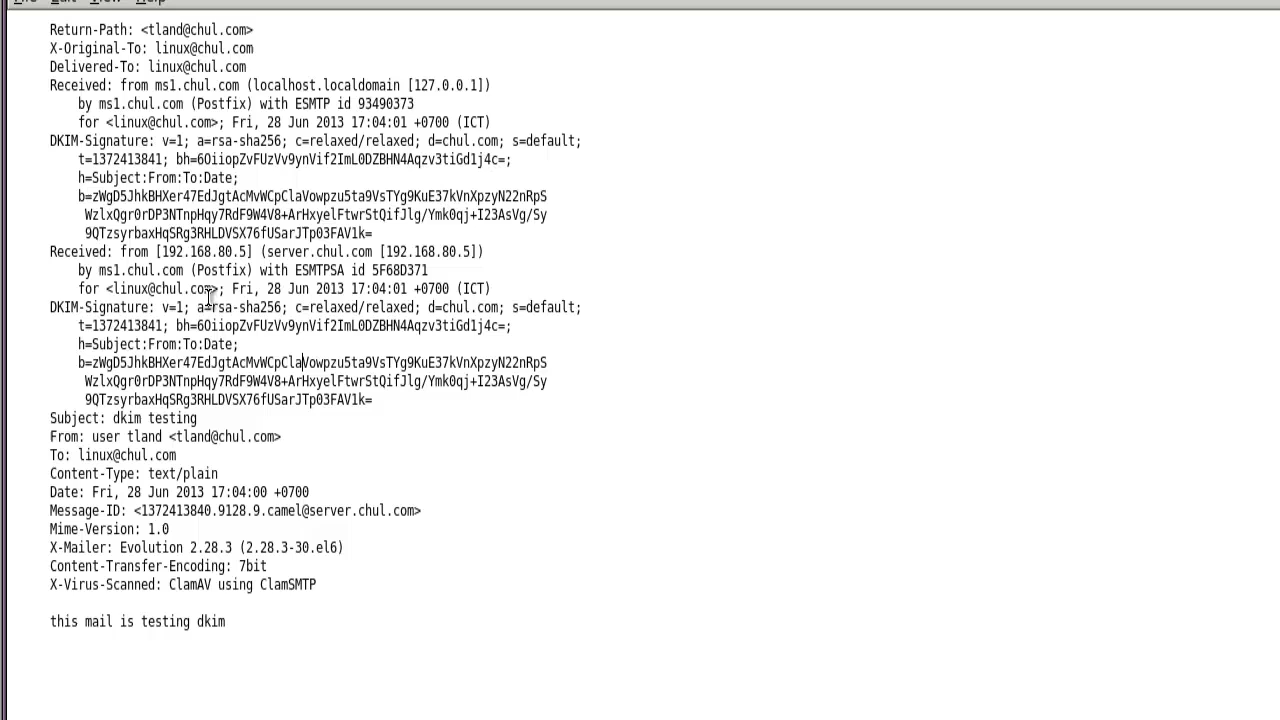 Return-Path: <tland@chul.com>
X-Original-To: linux@chul.com
Delivered-To: linux@chul.com
Received: from ms1.chul.com (localhost.localdomain [127.0.0.1])
by ms1.chul.com (Postfix) with ESMTP id 93490373
for <linux@chul.com>; Fri, 28 Jun 2013 17:04:01 +0700 (ICT)
DKIM-Signature: v=1; a=rsa-sha256; c=relaxed/relaxed; d=chul.com; s=default;
t=1372413841; bh=6OiiopZvFUzVv9ynVif2ImL0DZBHN4Aqzv3tiGd1j4c=;
h=Subject:From:To:Date;
b=zWgD5JhkBHXer47EdJgtAcMvWCpClaVowpzu5ta9VsTYg9KuE37kVnXpzyN22nRpS
WzlxQgr0rDP3NTnpHqy7RdF9W4V8+ArHxyelFtwrStQifJlg/Ymk0qj+I23AsVg/Sy
9QTzsyrbaxHqSRg3RHLDVSX76fUSarJTp03FAV1k=
Received: from [192.168.80.5] (server.chul.com [192.168.80.5])
by ms1.chul.com (Postfix) with ESMTPSA id 5F68D371
for <linux@chul.com>; Fri, 28 Jun 2013 17:04:01 +0700 (ICT)
DKIM-Signature: v=1; a=rsa-sha256; c=relaxed/relaxed; d=chul.com; s=default;
t=1372413841; bh=6OiiopZvFUzVv9ynVif2ImL0DZBHN4Aqzv3tiGd1j4c=;
h=Subject:From:To:Date;
b=zWgD5JhkBHXer47EdJgtAcMvWCpClaVowpzu5ta9VsTYg9KuE37kVnXpzyN22nRpS
WzlxQgr0rDP3NTnpHqy7RdF9W4V8+ArHxyelFtwrStQifJlg/Ymk0qj+I23AsVg/Sy
9QTzsyrbaxHqSRg3RHLDVSX76fUSarJTp03FAV1k=
Subject: dkim testing
From: user tland <tland@chul.com>
To: linux@chul.com
Content-Type: text/plain
Date: Fri, 28 Jun 2013 17:04:00 +0700
Message-ID: <1372413840.9128.9.camel@server.chul.com>
Mime-Version: 1.0
X-Mailer: Evolution 2.28.3 (2.28.3-30.el6)
Content-Transfer-Encoding: 7bit
X-Virus-Scanned: ClamAV using ClamSMTP
this mail is testing dkim